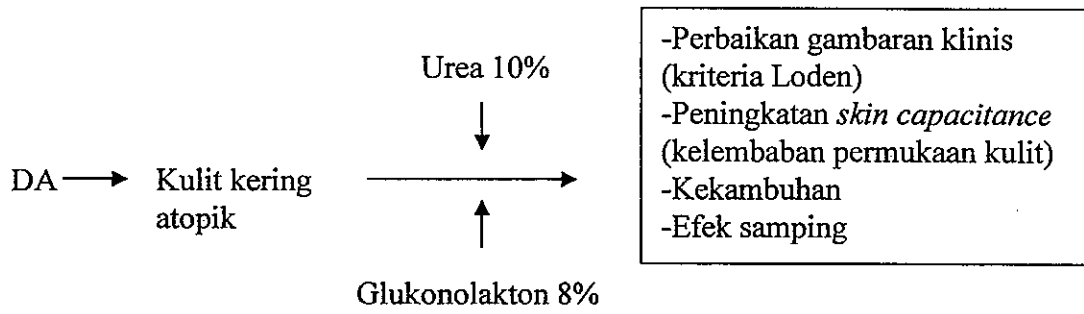 Urea 10%
DA
Kulit kering
atopik
Glukonolakton 8%
-Perbaikan gambaran klinis
(kriteria Loden)
-Peningkatan skin capacitance
(kelembaban permukaan kulit)
-Kekambuhan
-Efek samping